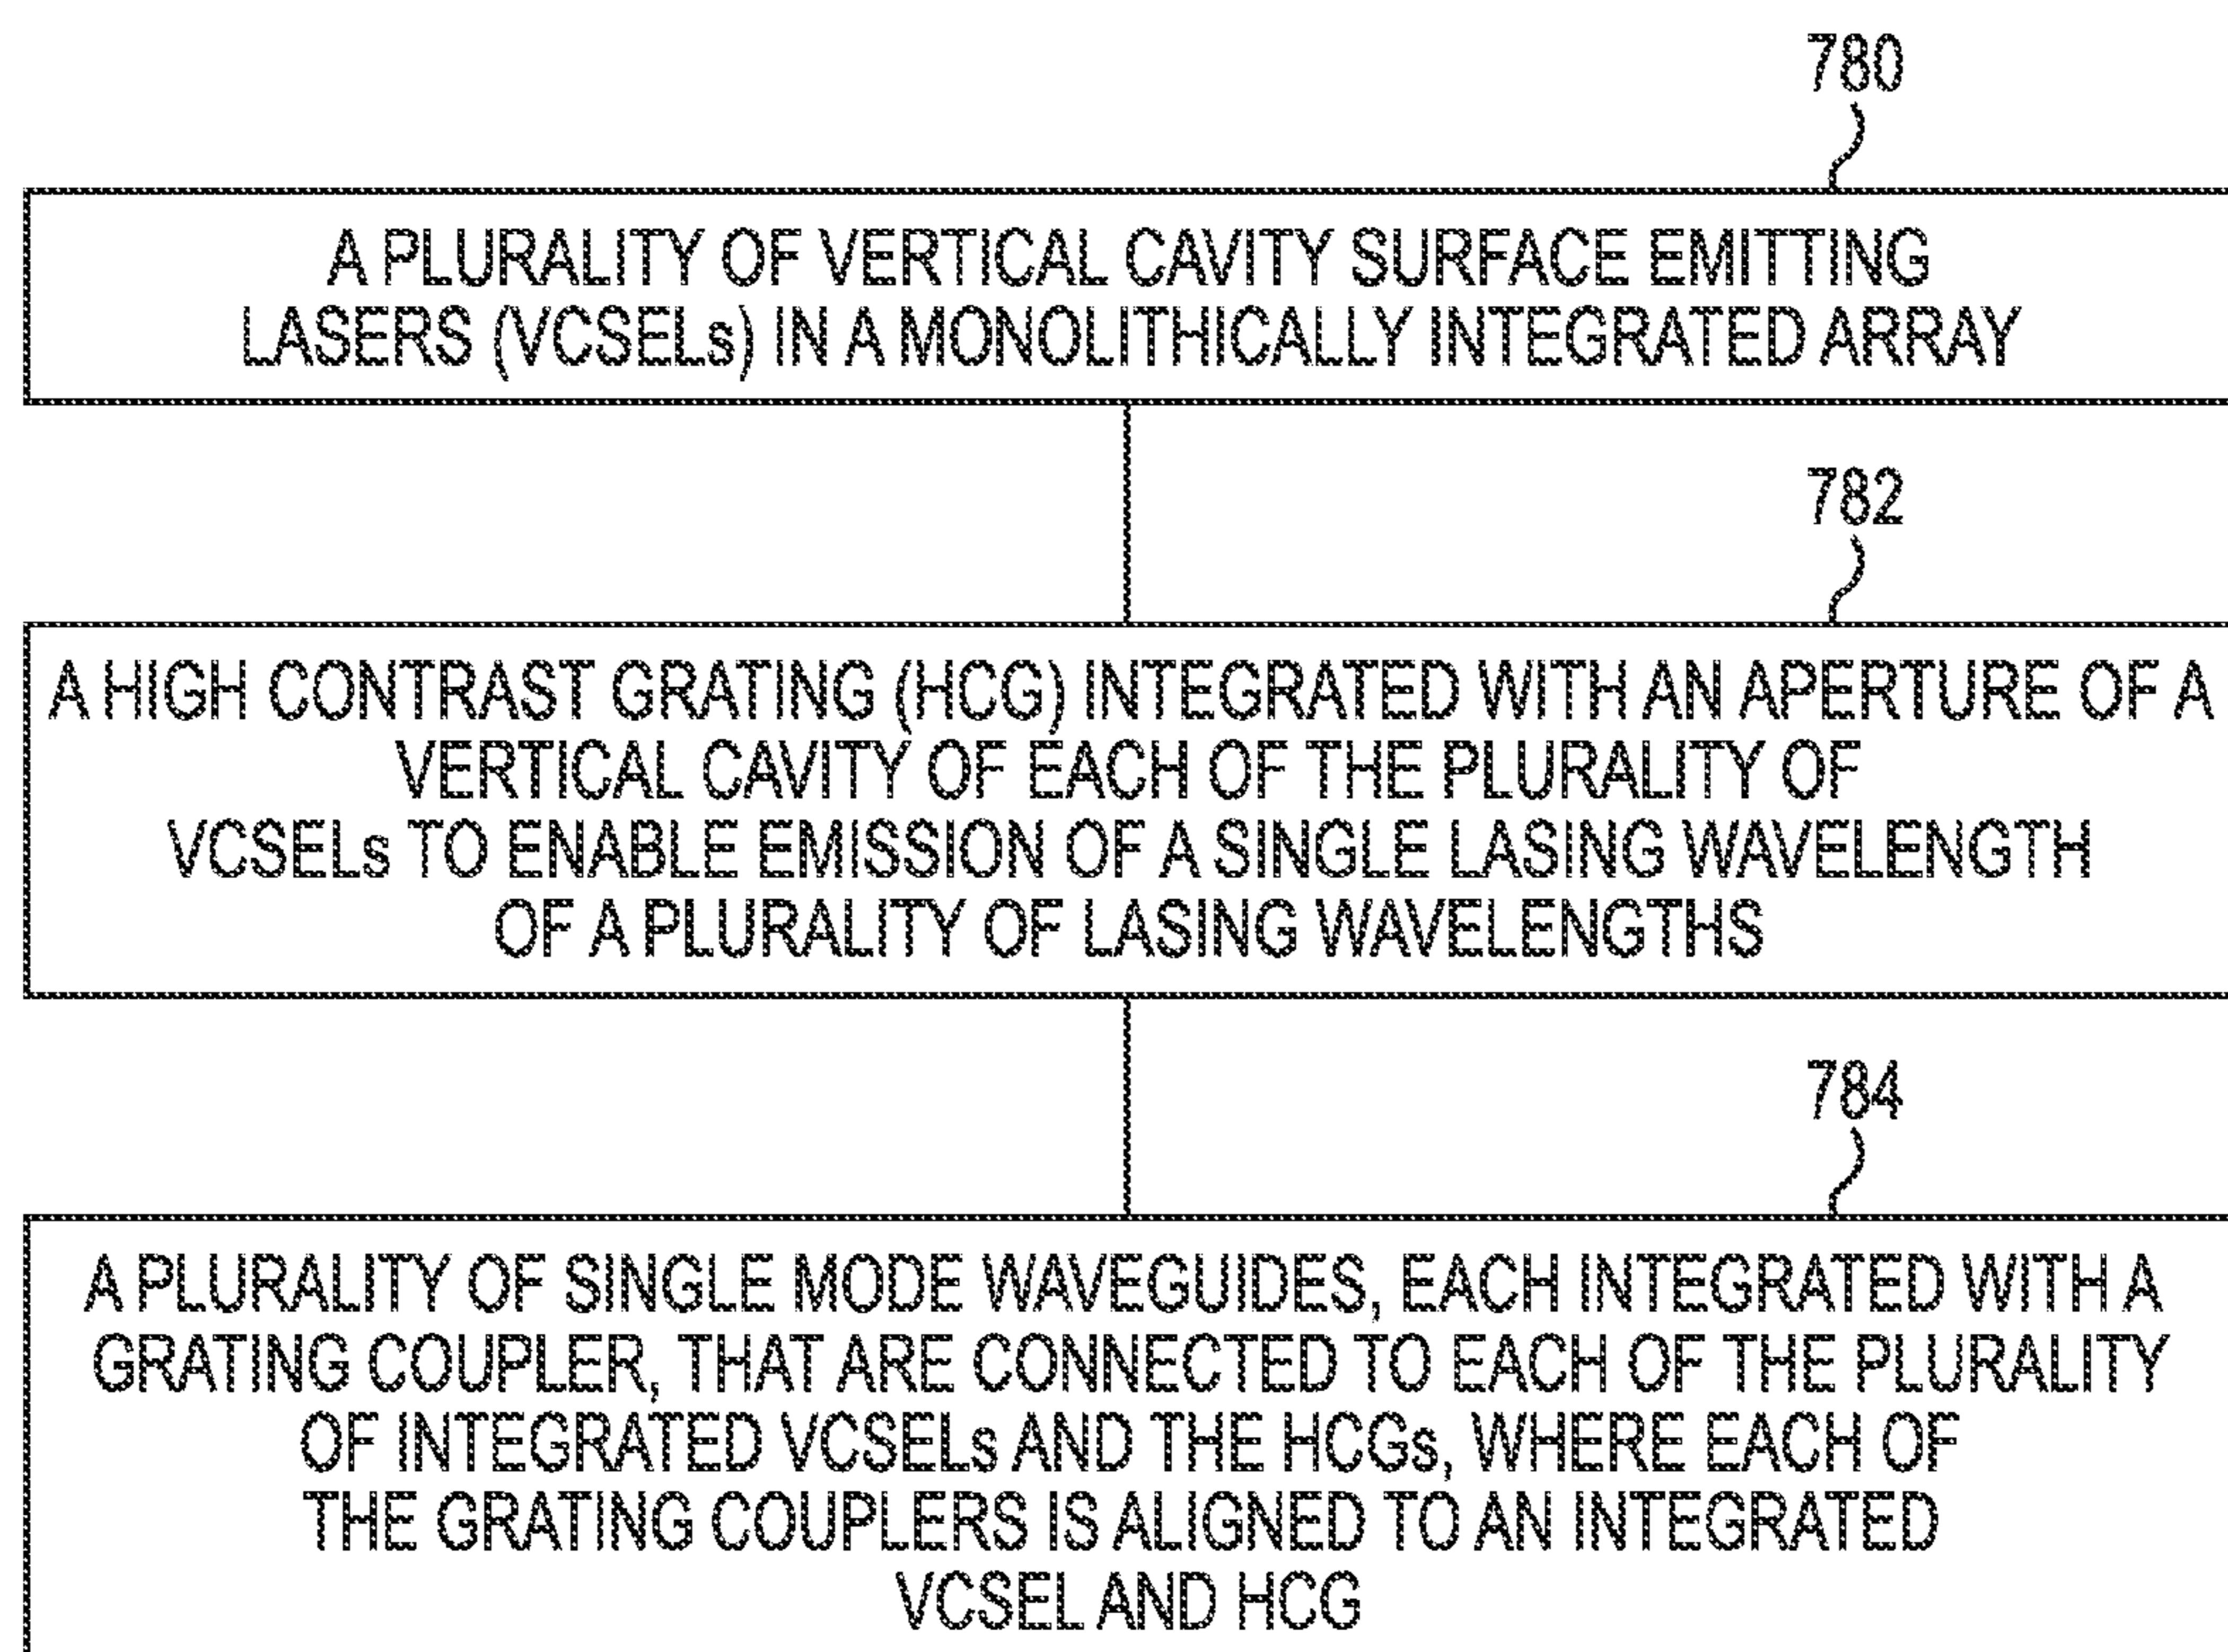 780
A PLURALITY OF VERTICAL CAVITY SURFACE EMITTING
LASERS (VCSELs) IN A MONOLITHICALLY INTEGRATED ARRAY
782
A HIGH CONTRAST GRATING (HCG) INTEGRATED WITH AN APERTURE OF A
VERTICAL CAVITY OF EACH OF THE PLURALITY OF
VCSELs TO ENABLE EMISSION OF A SINGLE LASING WAVELENGTH
OF A PLURALITY OF LASING WAVELENGTHS
784
A PLURALITY OF SINGLE MODE WAVEGUIDES, EACH INTEGRATED WITH A
GRATING COUPLER, THAT ARE CONNECTED TO EACH OF THE PLURALITY
OF INTEGRATED VCSELs AND THE HCGs, WHERE EACH OF
THE GRATING COUPLERS IS ALIGNED TO AN INTEGRATED
VCSEL AND HCG